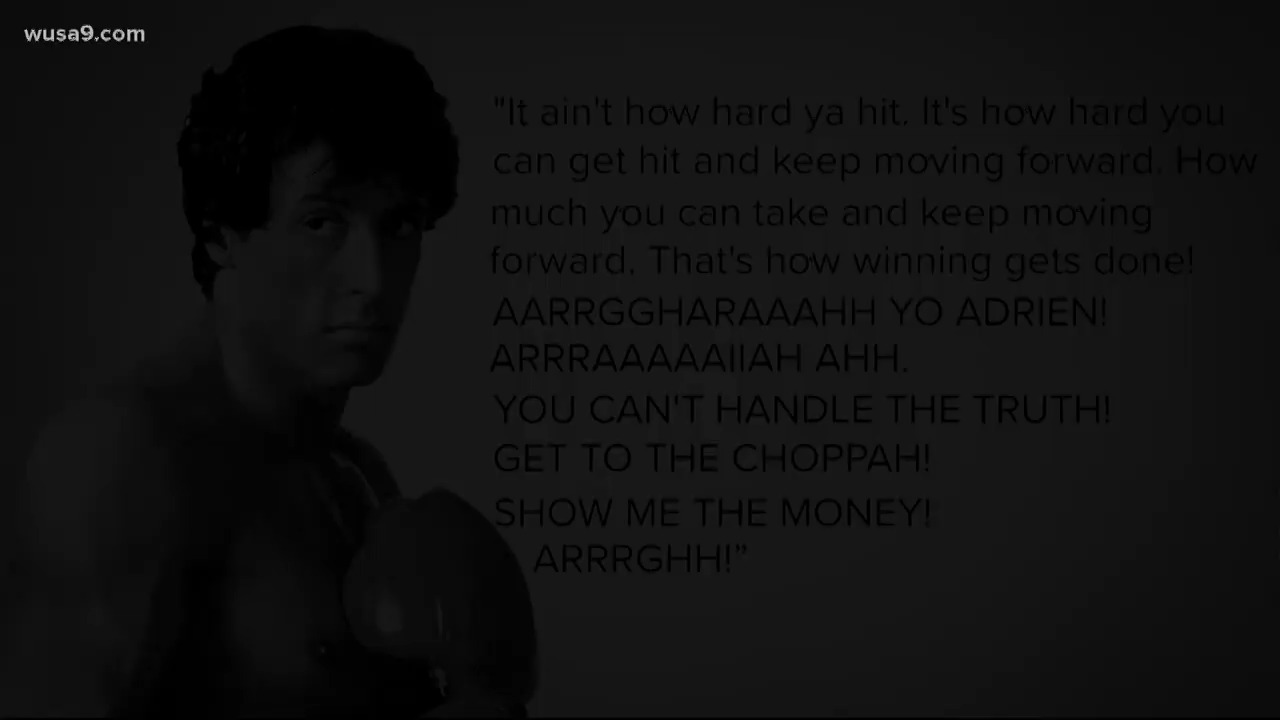 wusa9.com
"It ain't how hard ya hit. It's how hard you
can get hit and keep moving forward. How
much you can take and keep moving
forward. That's how winning gets done!
AARRGGHARAAAHH YO ADRIEN!
ARRRAAAAAIIAH AHH.
YOU CAN'T HANDLE THE TRUTH!
GET TO THE CHOPPAH!
SHOW ME THE MONEY!
ARRRGHH!”